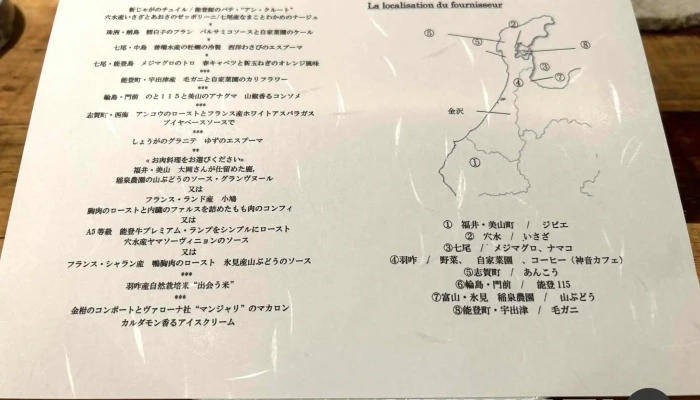 新じゃがのチュイル / 能登鮑のパテ・"アン・クルート"
穴水産いさざとあおさのゼッポリーニ/七尾産なまことわかめのナージュ
*
珠洲・蛸島　鱈白子のフラン　バルサミコソースと自家菜園のケール
*
七尾・中島　普燔水産の牡蠣の冷製　西洋わさびのエスプーマ
*
七尾・能登島　メジマグロのトロ　春キャベツと新玉ねぎのオレンジ風味
***
能登町・宇出津産　毛ガニと自家菜園のカリフラワー
***
輪島・門前　のと１１５と美山のアナグマ　山椒香るコンソメ
***
志賀町・西海　アンコウのローストとフランス産ホワイトアスパラガス
ブイヤベースソースで
***
しょうがのグラニテ　ゆずのエスプーマ
**
≪お肉料理をお選びください≫
福井・美山　大岡さんが仕留めた鹿,
稲泉農園の山ぶどうのソース・グランヴヌール
又は
フランス・ランド産　小鳩
胸肉のローストと内臓のファルスを詰めたもも肉のコンフィ
又は
A5等級　能登牛プレミアム・ランプをシンプルにロースト
穴水産ヤマソーヴィニョンのソース
又は
フランス・シャラン産　鴨胸肉のロースト　氷見産山ぶどうのソース
***
羽咋産自然栽培米 "出会う米"
***
金柑のコンポートとヴァローナ社"マンジャリ"のマカロン
カルダモン香るアイスクリーム
La localisation du fournisseur
②
⑥
⑤
⑧
③
④
⑦
金沢
①
①　福井・美山町　/　ジビエ
②　穴水　/　いさざ
③七尾　/　メジマグロ、ナマコ
④羽咋　/　野菜、　自家菜園　、コーヒー（神音カフェ）
⑤志賀町　/　あんこう
⑥輪島・門前　/　能登115
⑦富山・氷見　稲泉農園　/　山ぶどう
⑧能登町・宇出津　/　毛ガニ